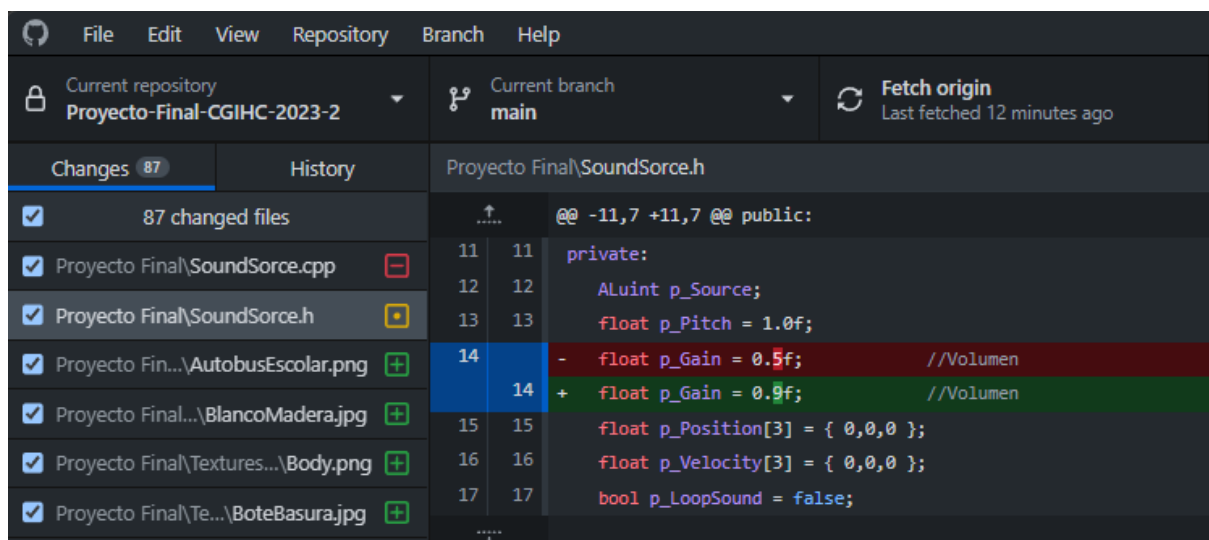 File Edit View Repository Branch Help
Current repository
Proyecto-Final-CGIHC-2023-2
Current branch
main
Fetch origin
Last fetched 12 minutes ago
Changes 87 History
87 changed files
Proyecto Final\SoundSorce.cpp
Proyecto Final\SoundSorce.h
Proyecto Fin...\AutobusEscolar.png
Proyecto Final...\BlancoMadera.jpg
Proyecto Final\Textures...\Body.png
Proyecto Final\Te...\BoteBasura.jpg
Proyecto Final\SoundSorce.h
@@ -11,7 +11,7 @@ public:
11 11 private:
12 12 ALuint p_Source;
13 13 float p_Pitch = 1.0f;
14 - float p_Gain = 0.5f; //Volumen
14 + float p_Gain = 0.9f; //Volumen
15 15 float p_Position[3] = { 0,0,0 };
16 16 float p_Velocity[3] = { 0,0,0 };
17 17 bool p_LoopSound = false;